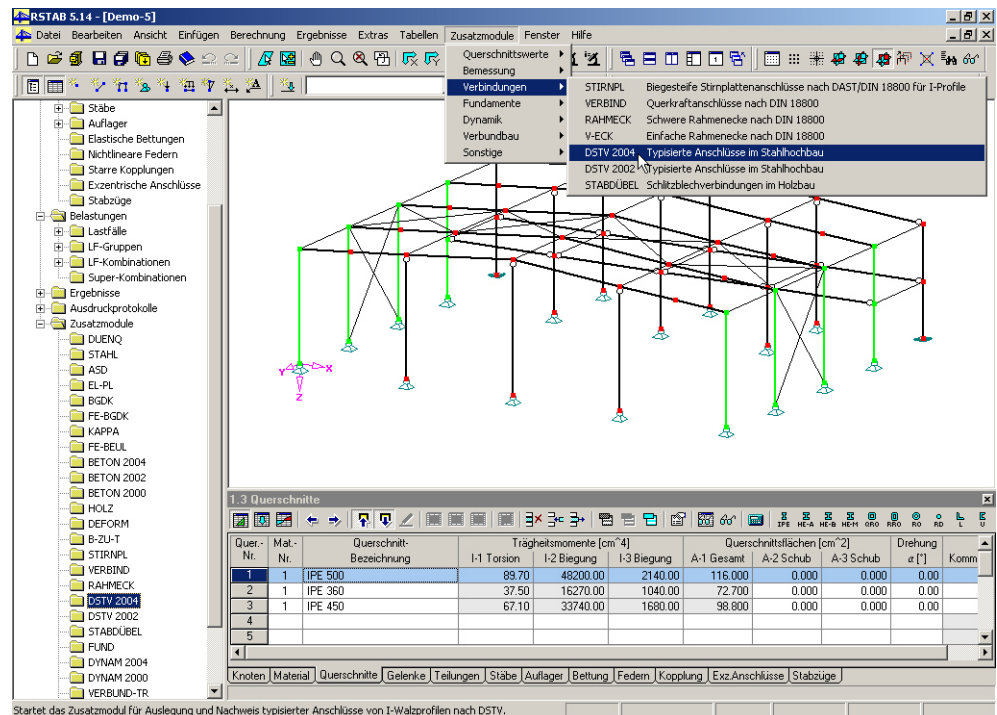 RSTAB 5.14 - [Demo-5]
Datei Bearbeiten Ansicht Einfügen Berechnung Ergebnisse Extras Tabellen Zusatzmodule Fenster Hilfe
Querschnittswerte
Bemessung
Verbindungen
Fundamente
Dynamik
Verbundbau
Sonstige
STIRNPL Biegesteife Stirnplattenanschlüsse nach DAST/DIN 18800 für I-Profile
VERBIND Querkraftanschlüsse nach DIN 18800
RAHMECK Schwere Rahmenecke nach DIN 18800
V-ECK Einfache Rahmenecke nach DIN 18800
DSTV 2004 Typisierte Anschlüsse im Stahlhochbau
DSTV 2002 Typisierte Anschlüsse im Stahlhochbau
STABDÜBEL Schlitzblechverbindungen im Holzbau
Stäbe
Auflager
Elastische Bettungen
Nichtlineare Federn
Starre Kopplungen
Exzentrische Anschlüsse
Stabzüge
Belastungen
Lastfälle
LF-Gruppen
LF-Kombinationen
Super-Kombinationen
Ergebnisse
Ausdruckprotokolle
Zusatzmodule
DUENQ
STAHL
ASD
EL-PL
BGDK
FE-BGDK
KAPPA
FE-BEUL
BETON 2004
BETON 2002
BETON 2000
HOLZ
DEFORM
B-ZU-T
STIRNPL
VERBIND
RAHMECK
DSTV 2004
DSTV 2002
STABDÜBEL
FUND
DYNAM 2004
DYNAM 2000
VERBUND-TR
Y X
Z
1.3 Querschnitte
IPE HE-A HE-B HE-M QRO RRO RO RD L U
Quer.- Mat.- Querschnitt- Trägheitsmomente [cm^4] Querschnittsflächen [cm^2] Drehung
Nr. Nr. Bezeichnung I-1 Torsion I-2 Biegung I-3 Biegung A-1 Gesamt A-2 Schub A-3 Schub α [°] Komm
1 1 IPE 500 89.70 48200.00 2140.00 116.000 0.000 0.000 0.00
2 1 IPE 360 37.50 16270.00 1040.00 72.700 0.000 0.000 0.00
3 1 IPE 450 67.10 33740.00 1680.00 98.800 0.000 0.000 0.00
4
5
Knoten Material Querschnitte Gelenke Teilungen Stäbe Auflager Bettung Federn Kopplung Exz.Anschlüsse Stabzüge
Startet das Zusatzmodul für Auslegung und Nachweis typisierter Anschlüsse von I-Walzprofilen nach DSTV.